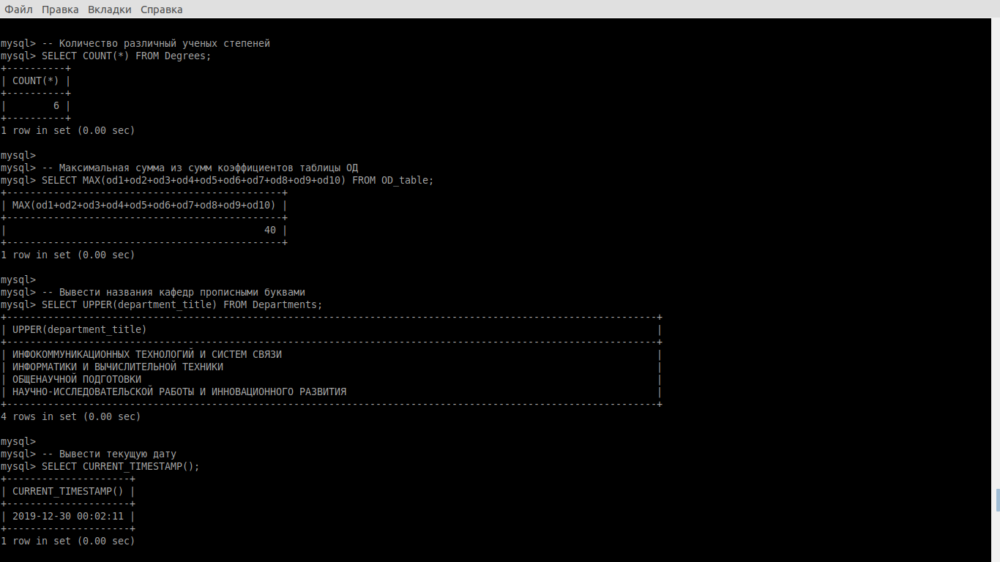 Файл Правка Вкладки Справка
mysql> -- Количество различный ученых степеней
mysql> SELECT COUNT(*) FROM Degrees;
+----------+
| COUNT(*) |
+----------+
|        6 |
+----------+
1 row in set (0.00 sec)
mysql>
mysql> -- Максимальная сумма из сумм коэффициентов таблицы ОД
mysql> SELECT MAX(od1+od2+od3+od4+od5+od6+od7+od8+od9+od10) FROM OD_table;
+-----------------------------------------------+
| MAX(od1+od2+od3+od4+od5+od6+od7+od8+od9+od10) |
+-----------------------------------------------+
|                                            40 |
+-----------------------------------------------+
1 row in set (0.00 sec)
mysql>
mysql> -- Вывести названия кафедр прописными буквами
mysql> SELECT UPPER(department_title) FROM Departments;
+---------------------------------------------------------------------------------------------------------------+
| UPPER(department_title)                                                                                       |
+---------------------------------------------------------------------------------------------------------------+
| ИНФОКОММУНИКАЦИОННЫХ ТЕХНОЛОГИЙ И СИСТЕМ СВЯЗИ                                                                |
| ИНФОРМАТИКИ И ВЫЧИСЛИТЕЛЬНОЙ ТЕХНИКИ                                                                          |
| ОБЩЕНАУЧНОЙ ПОДГОТОВКИ                                                                                        |
| НАУЧНО-ИССЛЕДОВАТЕЛЬСКОЙ РАБОТЫ И ИННОВАЦИОННОГО РАЗВИТИЯ                                                     |
+---------------------------------------------------------------------------------------------------------------+
4 rows in set (0.00 sec)
mysql>
mysql> -- Вывести текущую дату
mysql> SELECT CURRENT_TIMESTAMP();
+---------------------+
| CURRENT_TIMESTAMP() |
+---------------------+
| 2019-12-30 00:02:11 |
+---------------------+
1 row in set (0.00 sec)